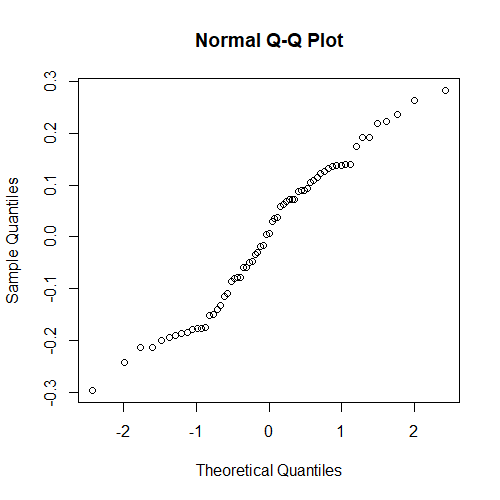 Normal Q-Q Plot
0.3
0.2
0.1
0.0
-0.1
-0.2
-0.3
Sample Quantiles
-2 -1 0 1 2
Theoretical Quantiles